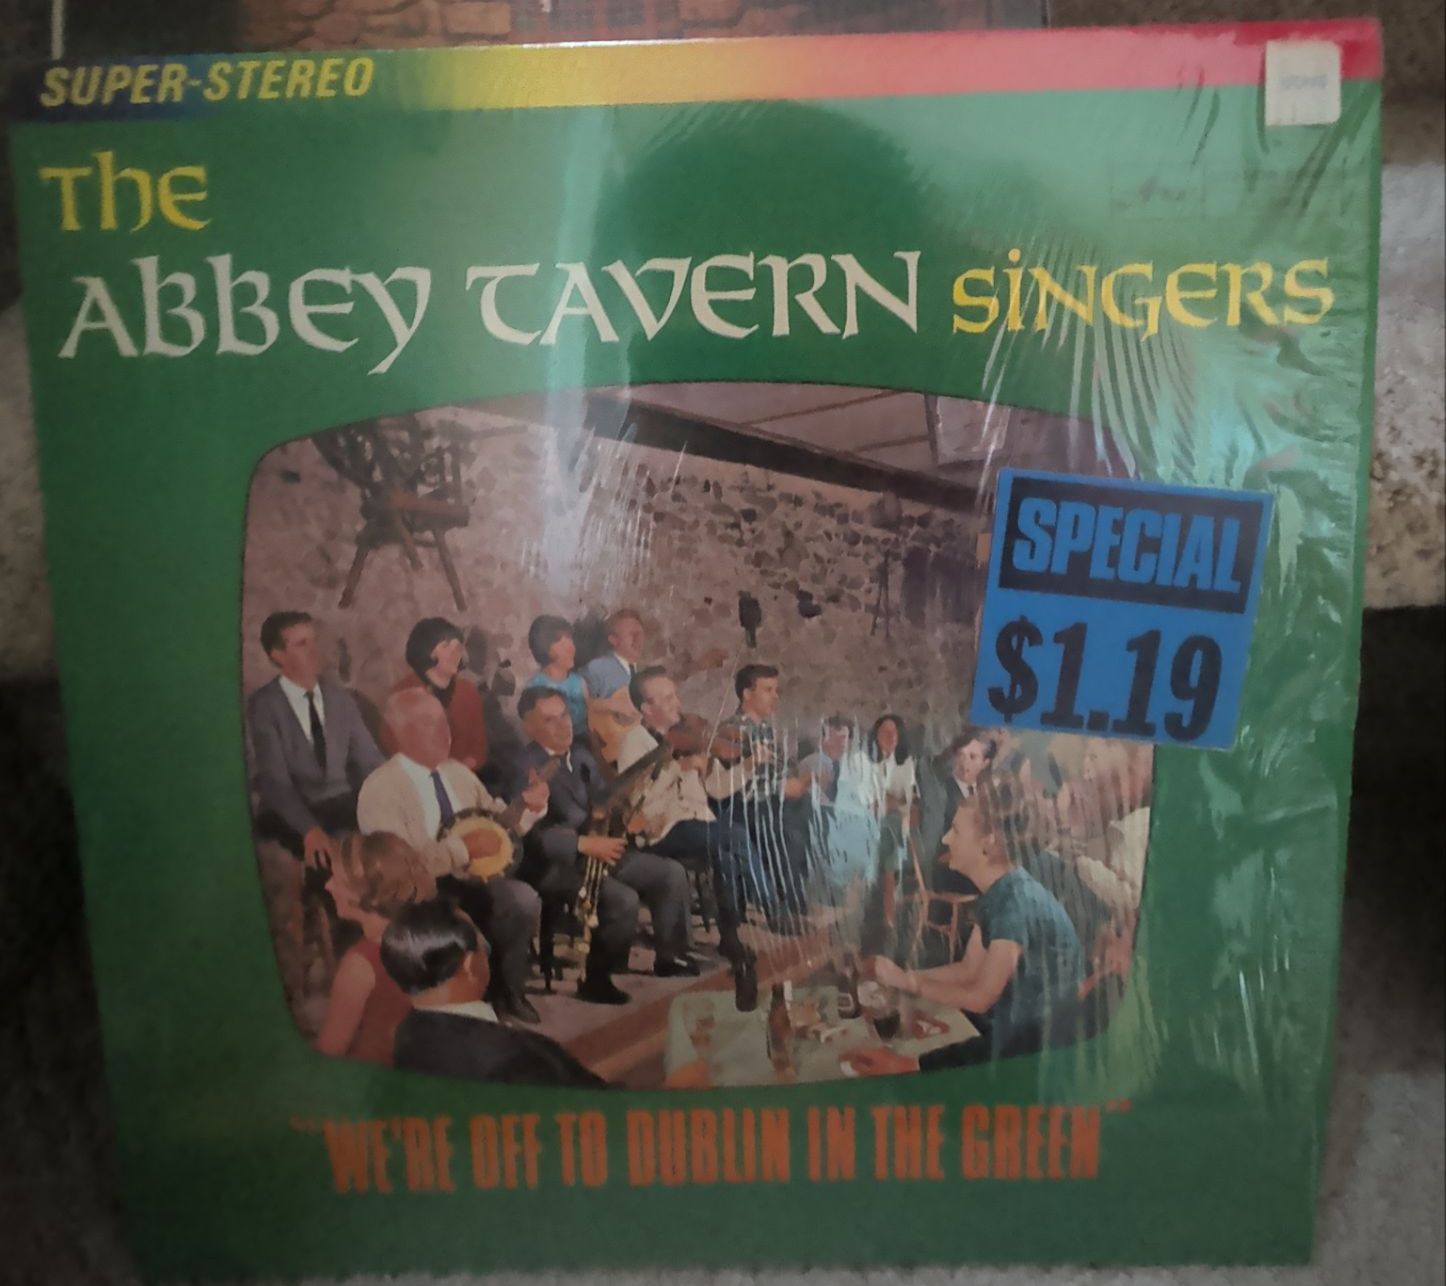 SUPER-STEREO
The
ABBEY TAVERN SINGERS
SPECIAL
$1.19
"WE'RE OFF TO DUBLIN IN THE GREEN"